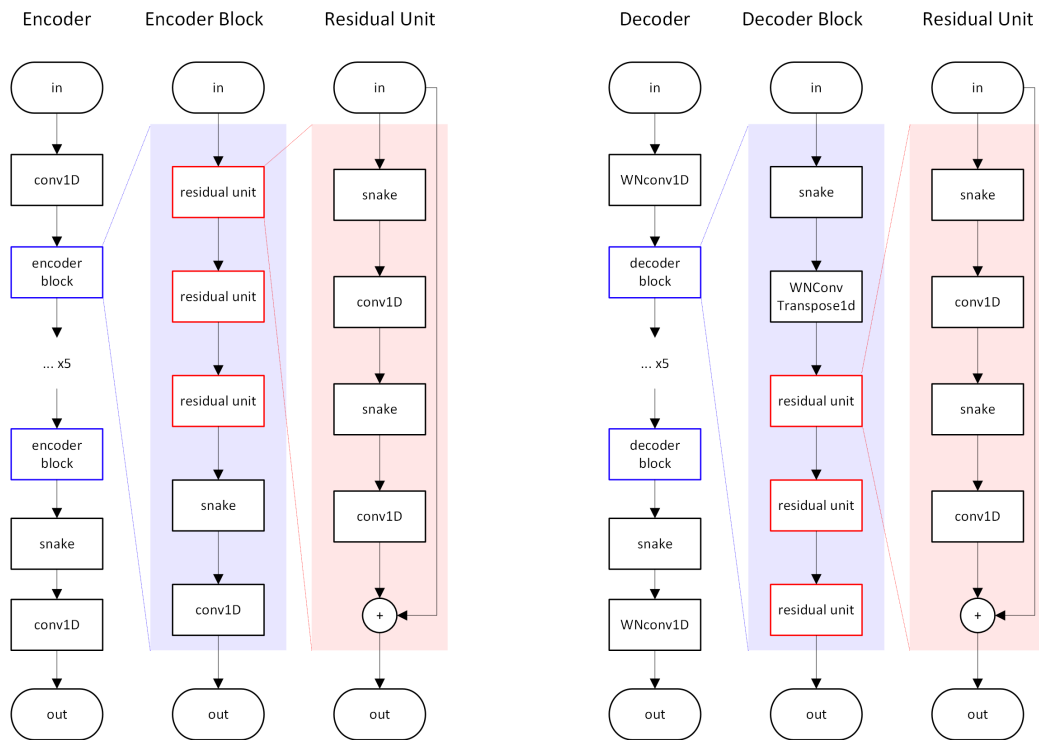 Encoder
in
conv1D
encoder
block
... x5
encoder
block
snake
conv1D
out
Encoder Block
in
residual unit
residual unit
residual unit
snake
conv1D
out
Residual Unit
in
snake
conv1D
snake
conv1D
+
out
Decoder
in
WNconv1D
decoder
block
... x5
decoder
block
snake
WNconv1D
out
Decoder Block
in
snake
WNConv
Transpose1d
residual unit
residual unit
residual unit
out
Residual Unit
in
snake
conv1D
snake
conv1D
+
out